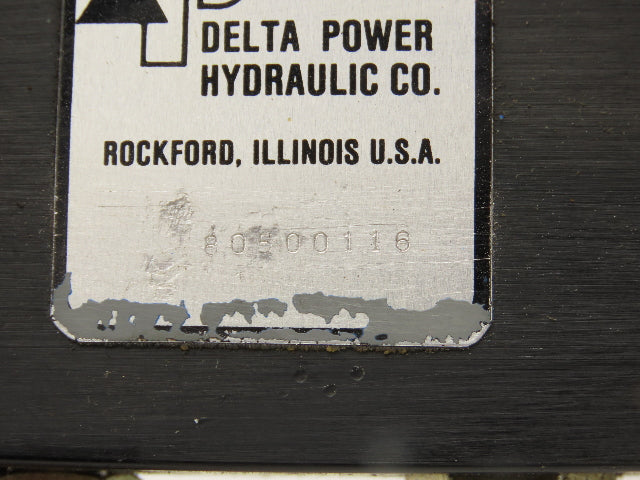 DELTA POWER
HYDRAULIC CO.
ROCKFORD, ILLINOIS U.S.A.
80500116